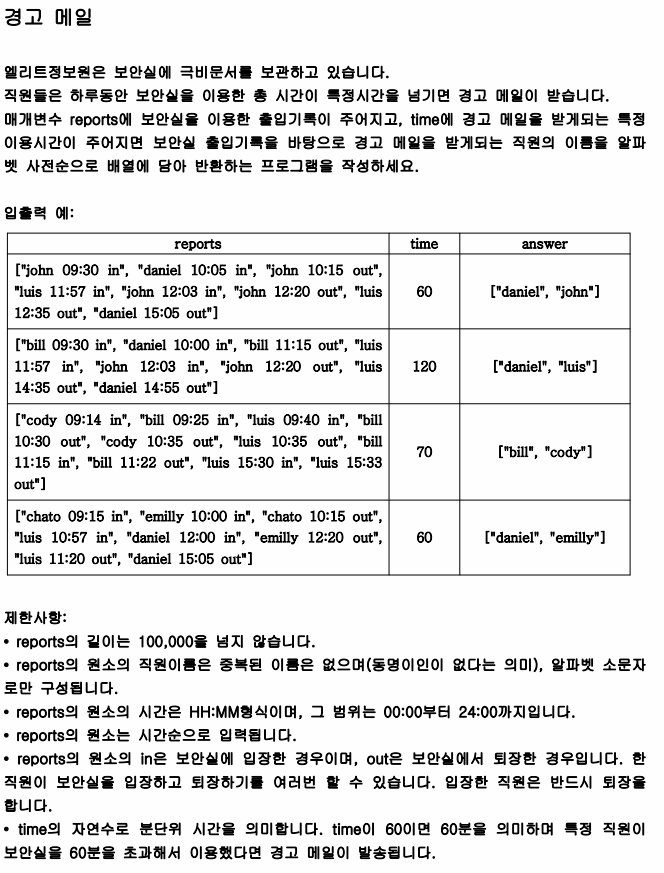 경고 메일
엘리트정보원은 보안실에 극비문서를 보관하고 있습니다.
직원들은 하루동안 보안실을 이용한 총 시간이 특정시간을 넘기면 경고 메일이 받습니다.
매개변수 reports에 보안실을 이용한 출입기록이 주어지고, time에 경고 메일을 받게되는 특정
이용시간이 주어지면 보안실 출입기록을 바탕으로 경고 메일을 받게되는 직원의 이름을 알파
벳 사전순으로 배열에 담아 반환하는 프로그램을 작성하세요.
입출력 예:
reports time answer
["john 09:30 in", "daniel 10:05 in", "john 10:15 out",
"luis 11:57 in", "john 12:03 in", "john 12:20 out", "luis
12:35 out", "daniel 15:05 out"]
60
["daniel", "john"]
["bill 09:30 in", "daniel 10:00 in", "bill 11:15 out", "luis
11:57 in", "john 12:03 in", "john 12:20 out", "luis
14:35 out", "daniel 14:55 out"]
120
["daniel", "luis"]
["cody 09:14 in", "bill 09:25 in", "luis 09:40 in", "bill
10:30 out", "cody 10:35 out", "luis 10:35 out", "bill
11:15 in", "bill 11:22 out", "luis 15:30 in", "luis 15:33
out"]
70
["bill", "cody"]
["chato 09:15 in", "emilly 10:00 in", "chato 10:15 out",
"luis 10:57 in", "daniel 12:00 in", "emilly 12:20 out",
"luis 11:20 out", "daniel 15:05 out"]
60
["daniel", "emilly"]
제한사항:
• reports의 길이는 100,000을 넘지 않습니다.
• reports의 원소의 직원이름은 중복된 이름은 없으며(동명이인이 없다는 의미), 알파벳 소문자
로만 구성됩니다.
• reports의 원소의 시간은 HH:MM형식이며, 그 범위는 00:00부터 24:00까지입니다.
• reports의 원소는 시간순으로 입력됩니다.
• reports의 원소의 in은 보안실에 입장한 경우이며, out은 보안실에서 퇴장한 경우입니다. 한
직원이 보안실을 입장하고 퇴장하기를 여러번 할 수 있습니다. 입장한 직원은 반드시 퇴장을
합니다.
• time의 자연수로 분단위 시간을 의미합니다. time이 60이면 60분을 의미하며 특정 직원이
보안실을 60분을 초과해서 이용했다면 경고 메일이 발송됩니다.